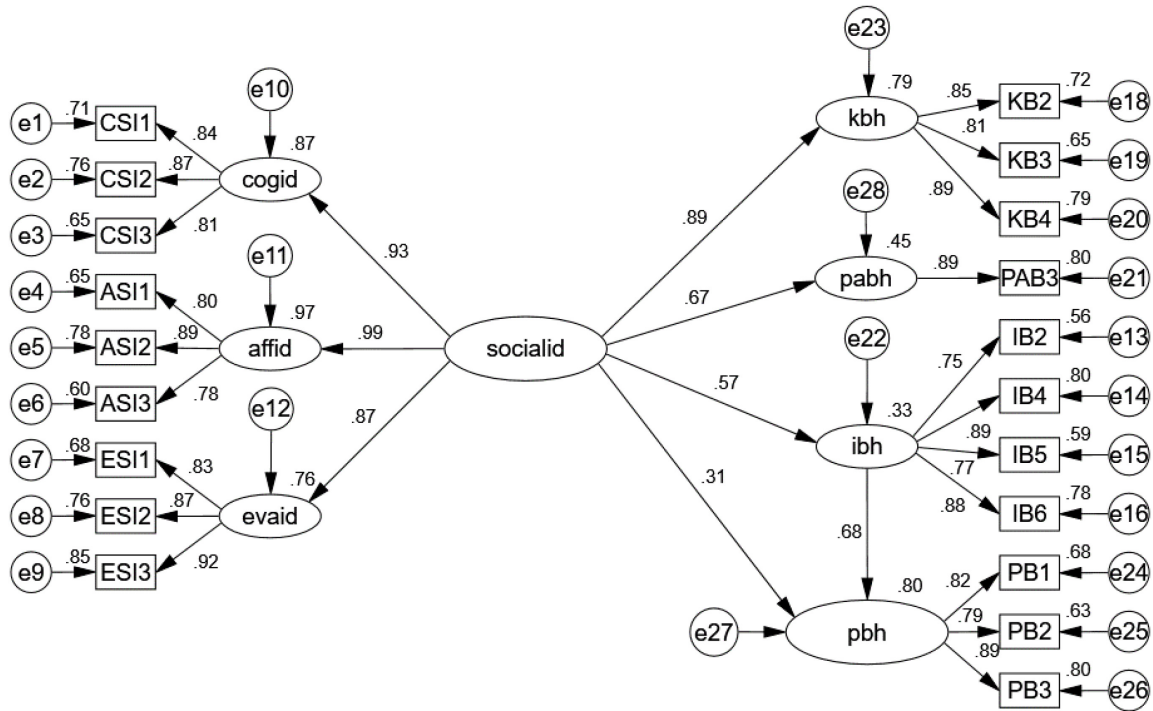 e23
e10
.79
.85
.72
KB2
e18
e1
.71
CSI1
.84
.87
kbh
.81
.65
KB3
e19
e2
.76
CSI2
.87
cogid
e28
.89
.79
KB4
e20
e3
.65
CSI3
.81
.89
e11
.93
.45
pabh
.89
.80
PAB3
e21
e4
.65
ASI1
.80
.97
.67
e5
.78
ASI2
.89
affid
.99
socialid
e22
.56
IB2
e13
.75
e6
.60
ASI3
.78
.57
.80
IB4
e14
e12
.87
.33
ibh
.89
.59
IB5
e15
e7
.68
ESI1
.83
.76
.31
.77
e8
.76
ESI2
.87
evaid
.88
.78
IB6
e16
.68
e9
.85
ESI3
.92
.68
PB1
e24
.80
.82
e27
pbh
.79
.63
PB2
e25
.89
.80
PB3
e26